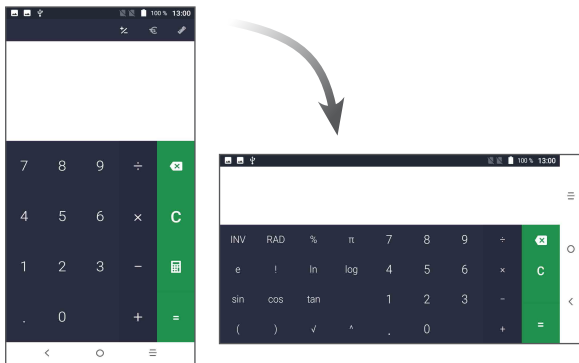 100 % 13:00
7 8 9 ÷
4 5 6 × C
1 2 3 −
. 0 + =
100 % 13:00
INV RAD % π 7 8 9 ÷
e ! ln log 4 5 6 × C
sin cos tan 1 2 3 −
( ) √ ^ . 0 + =